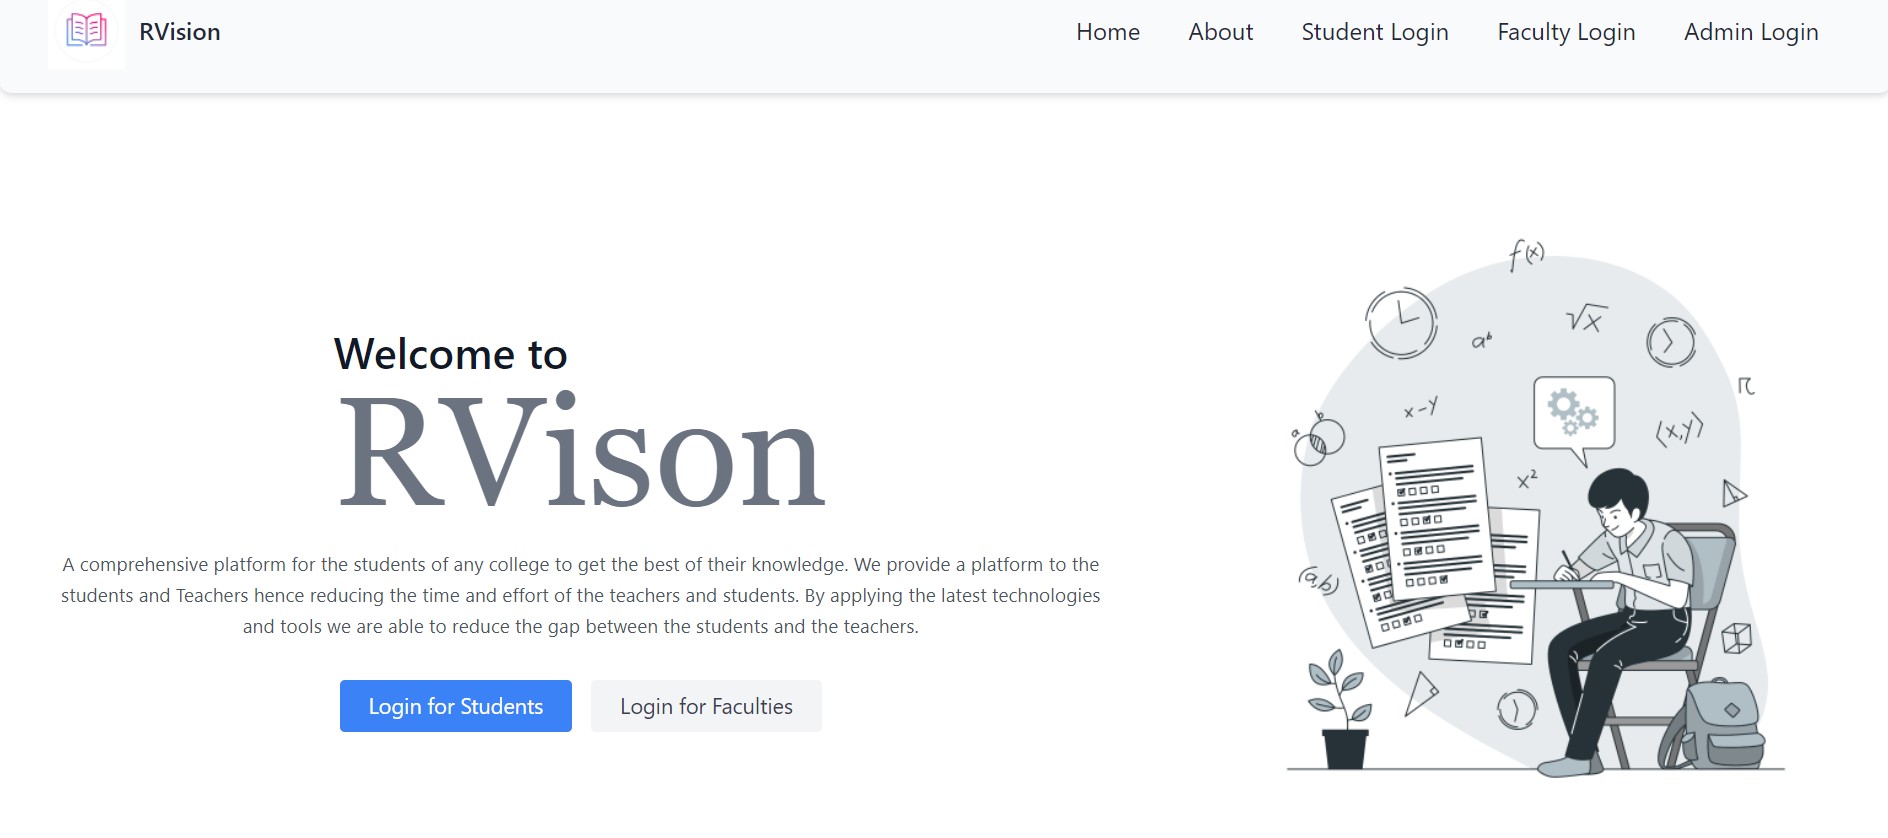 RVision
Home About Student Login Faculty Login Admin Login
Welcome to
RVison
A comprehensive platform for the students of any college to get the best of their knowledge. We provide a platform to the
students and Teachers hence reducing the time and effort of the teachers and students. By applying the latest technologies
and tools we are able to reduce the gap between the students and the teachers.
Login for Students
Login for Faculties
f(x)
√x
a^b
π
x-y
b
a
(x,y)
x²
(a,b)